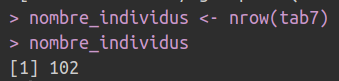 > nombre_individus <- nrow(tab7)
> nombre_individus
[1] 102